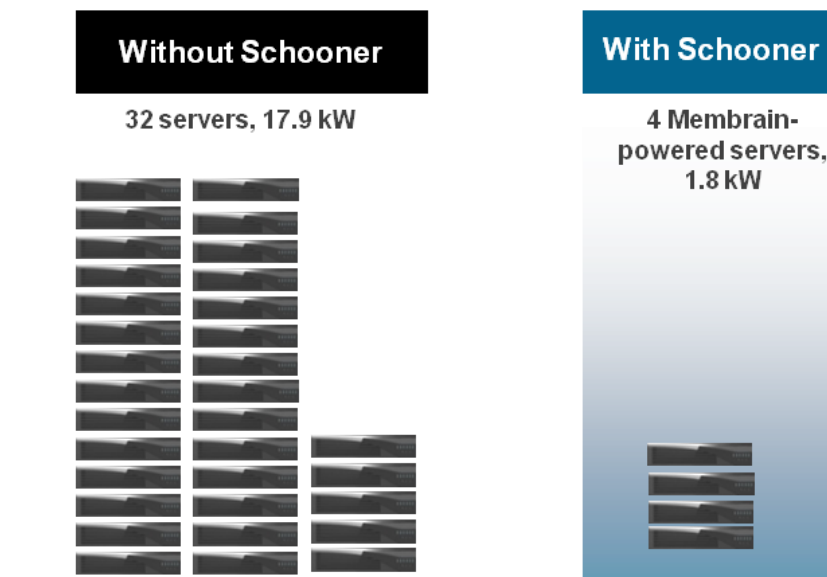 Without Schooner
32 servers, 17.9 kW
With Schooner
4 Membrain-
powered servers,
1.8 kW